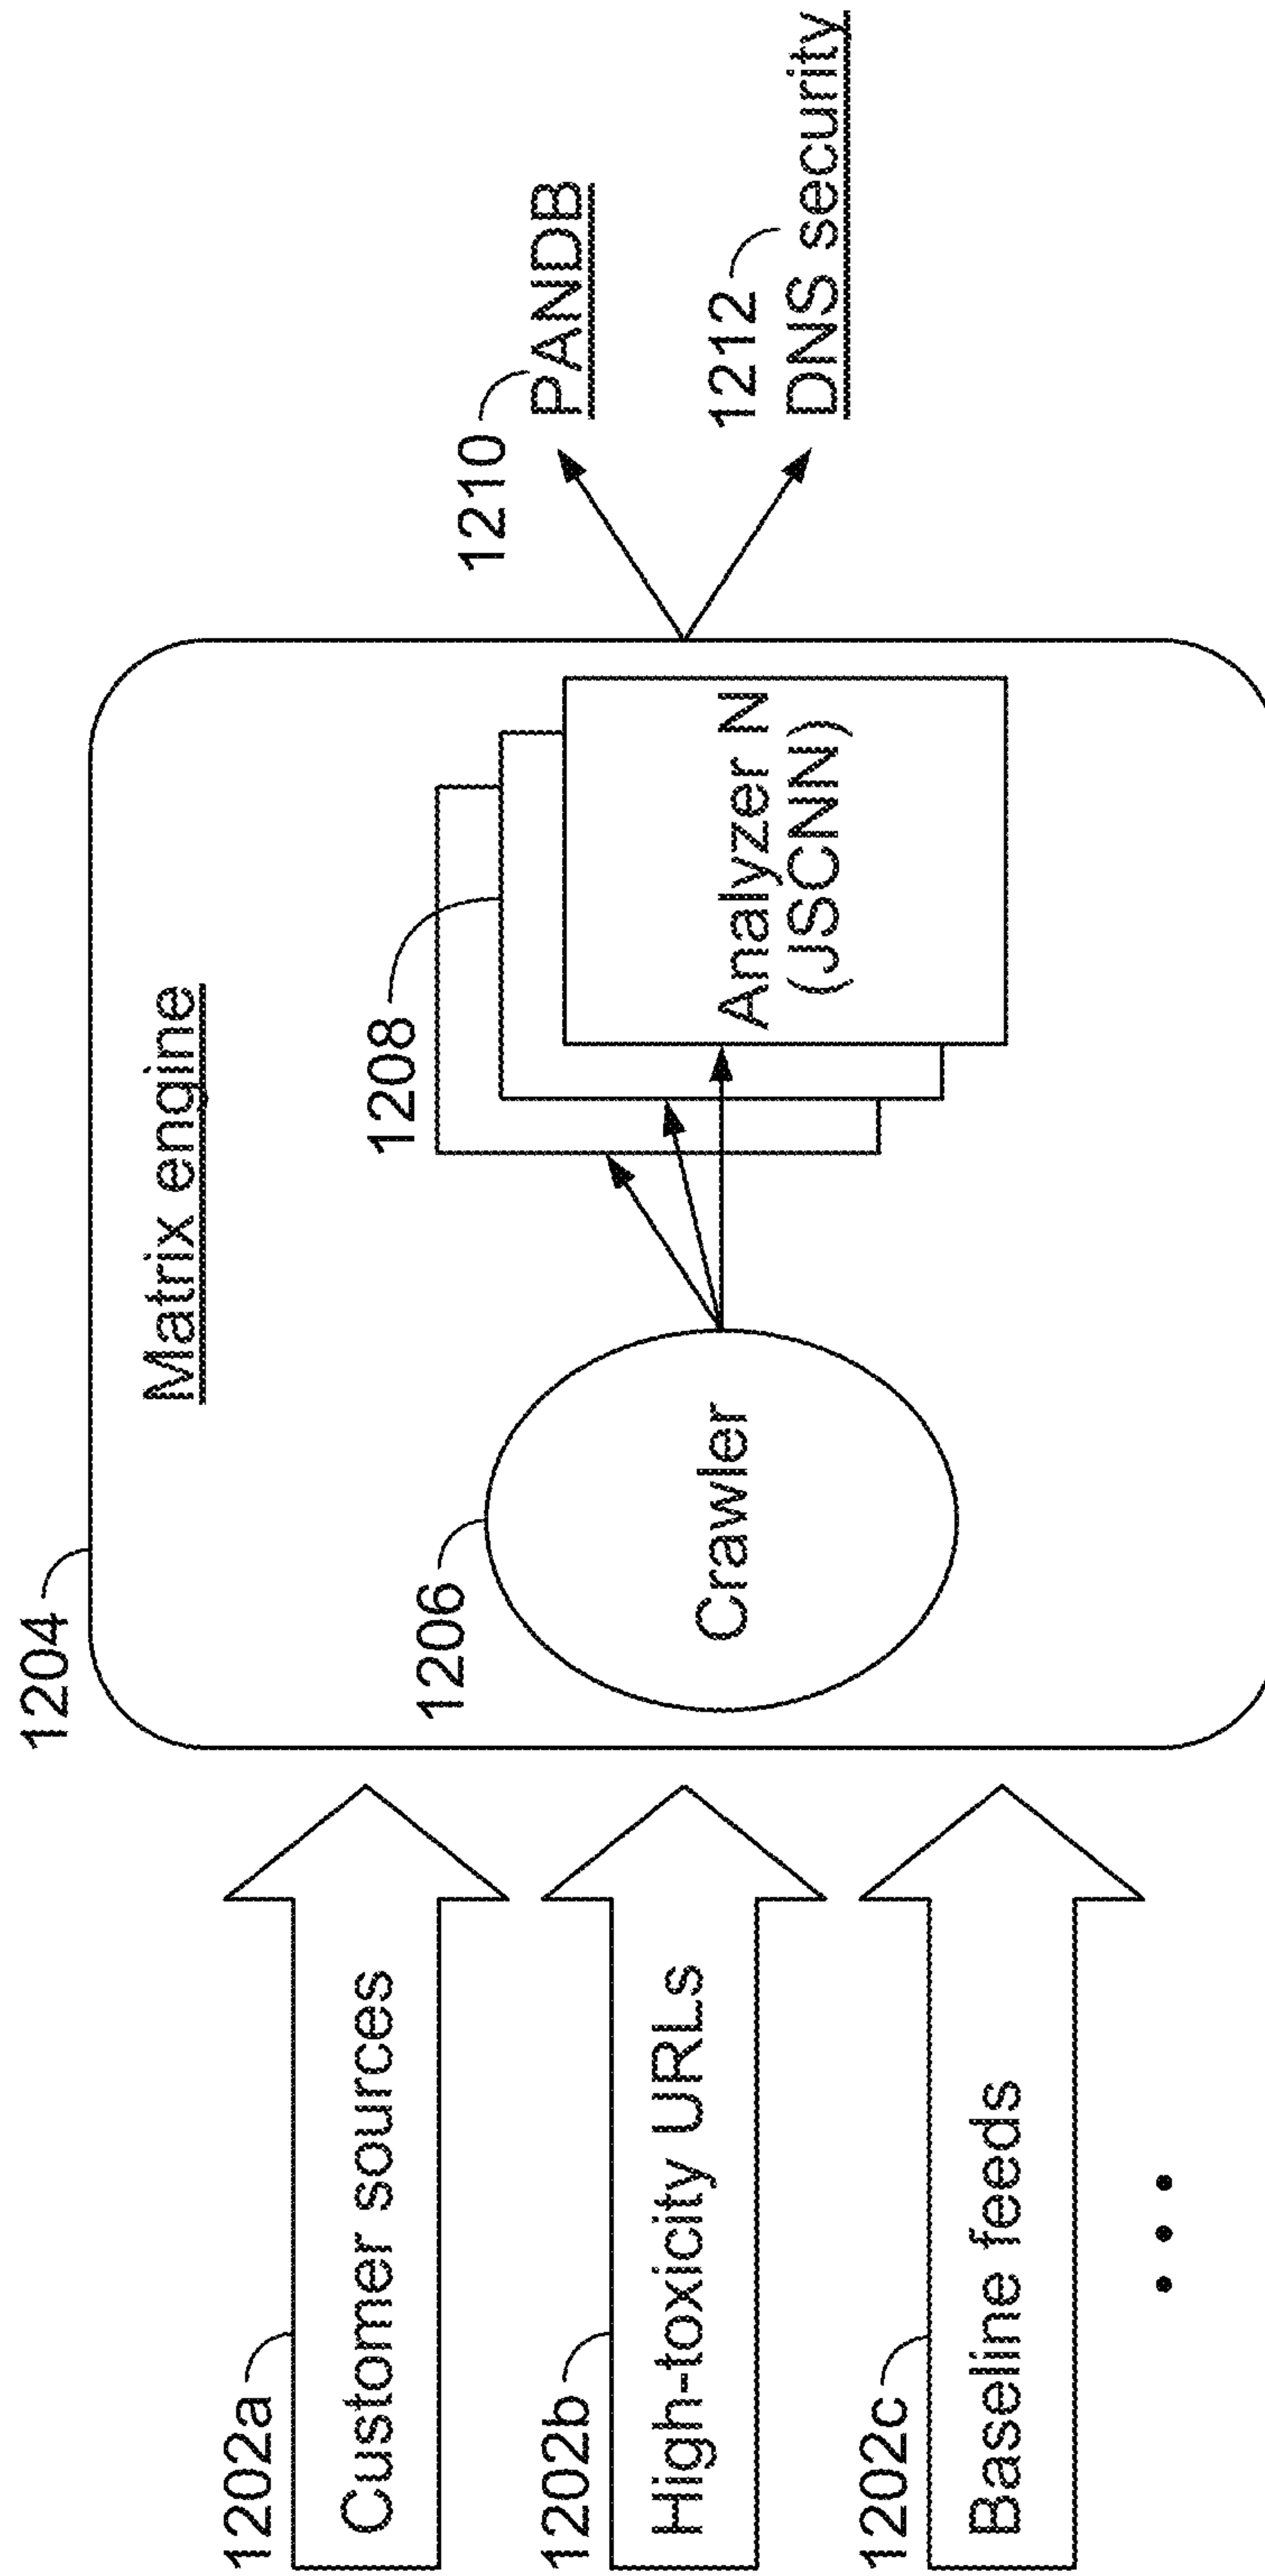 1202a
Customer sources
1202b
High-toxicity URLs
1202c
Baseline feeds
• • •
1204
Matrix engine
1206
Crawler
1208
Analyzer N
(JSCNN)
1210
PANDB
1212
DNS security